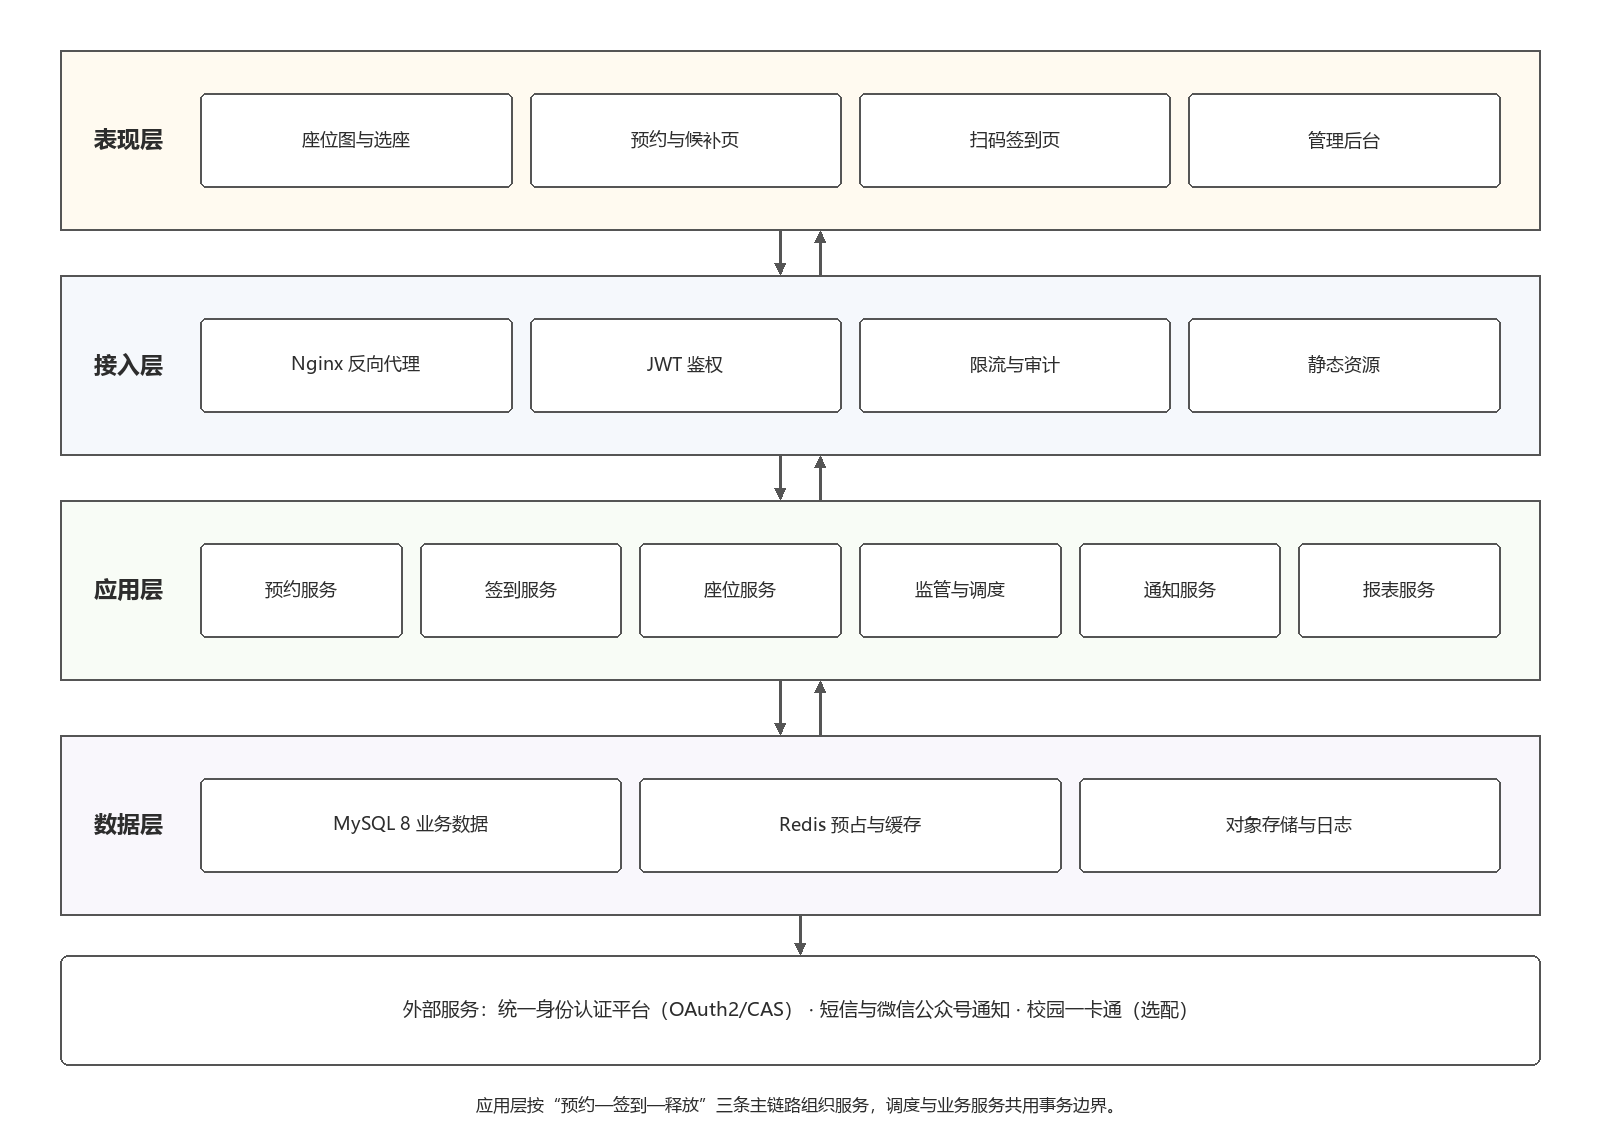 表现层
座位图与选座
预约与候补页
扫码签到页
管理后台
接入层
Nginx 反向代理
JWT 鉴权
限流与审计
静态资源
应用层
预约服务
签到服务
座位服务
监管与调度
通知服务
报表服务
数据层
MySQL 8 业务数据
Redis 预占与缓存
对象存储与日志
外部服务：统一身份认证平台（OAuth2/CAS） · 短信与微信公众号通知 · 校园一卡通（选配）
应用层按“预约—签到—释放”三条主链路组织服务，调度与业务服务共用事务边界。